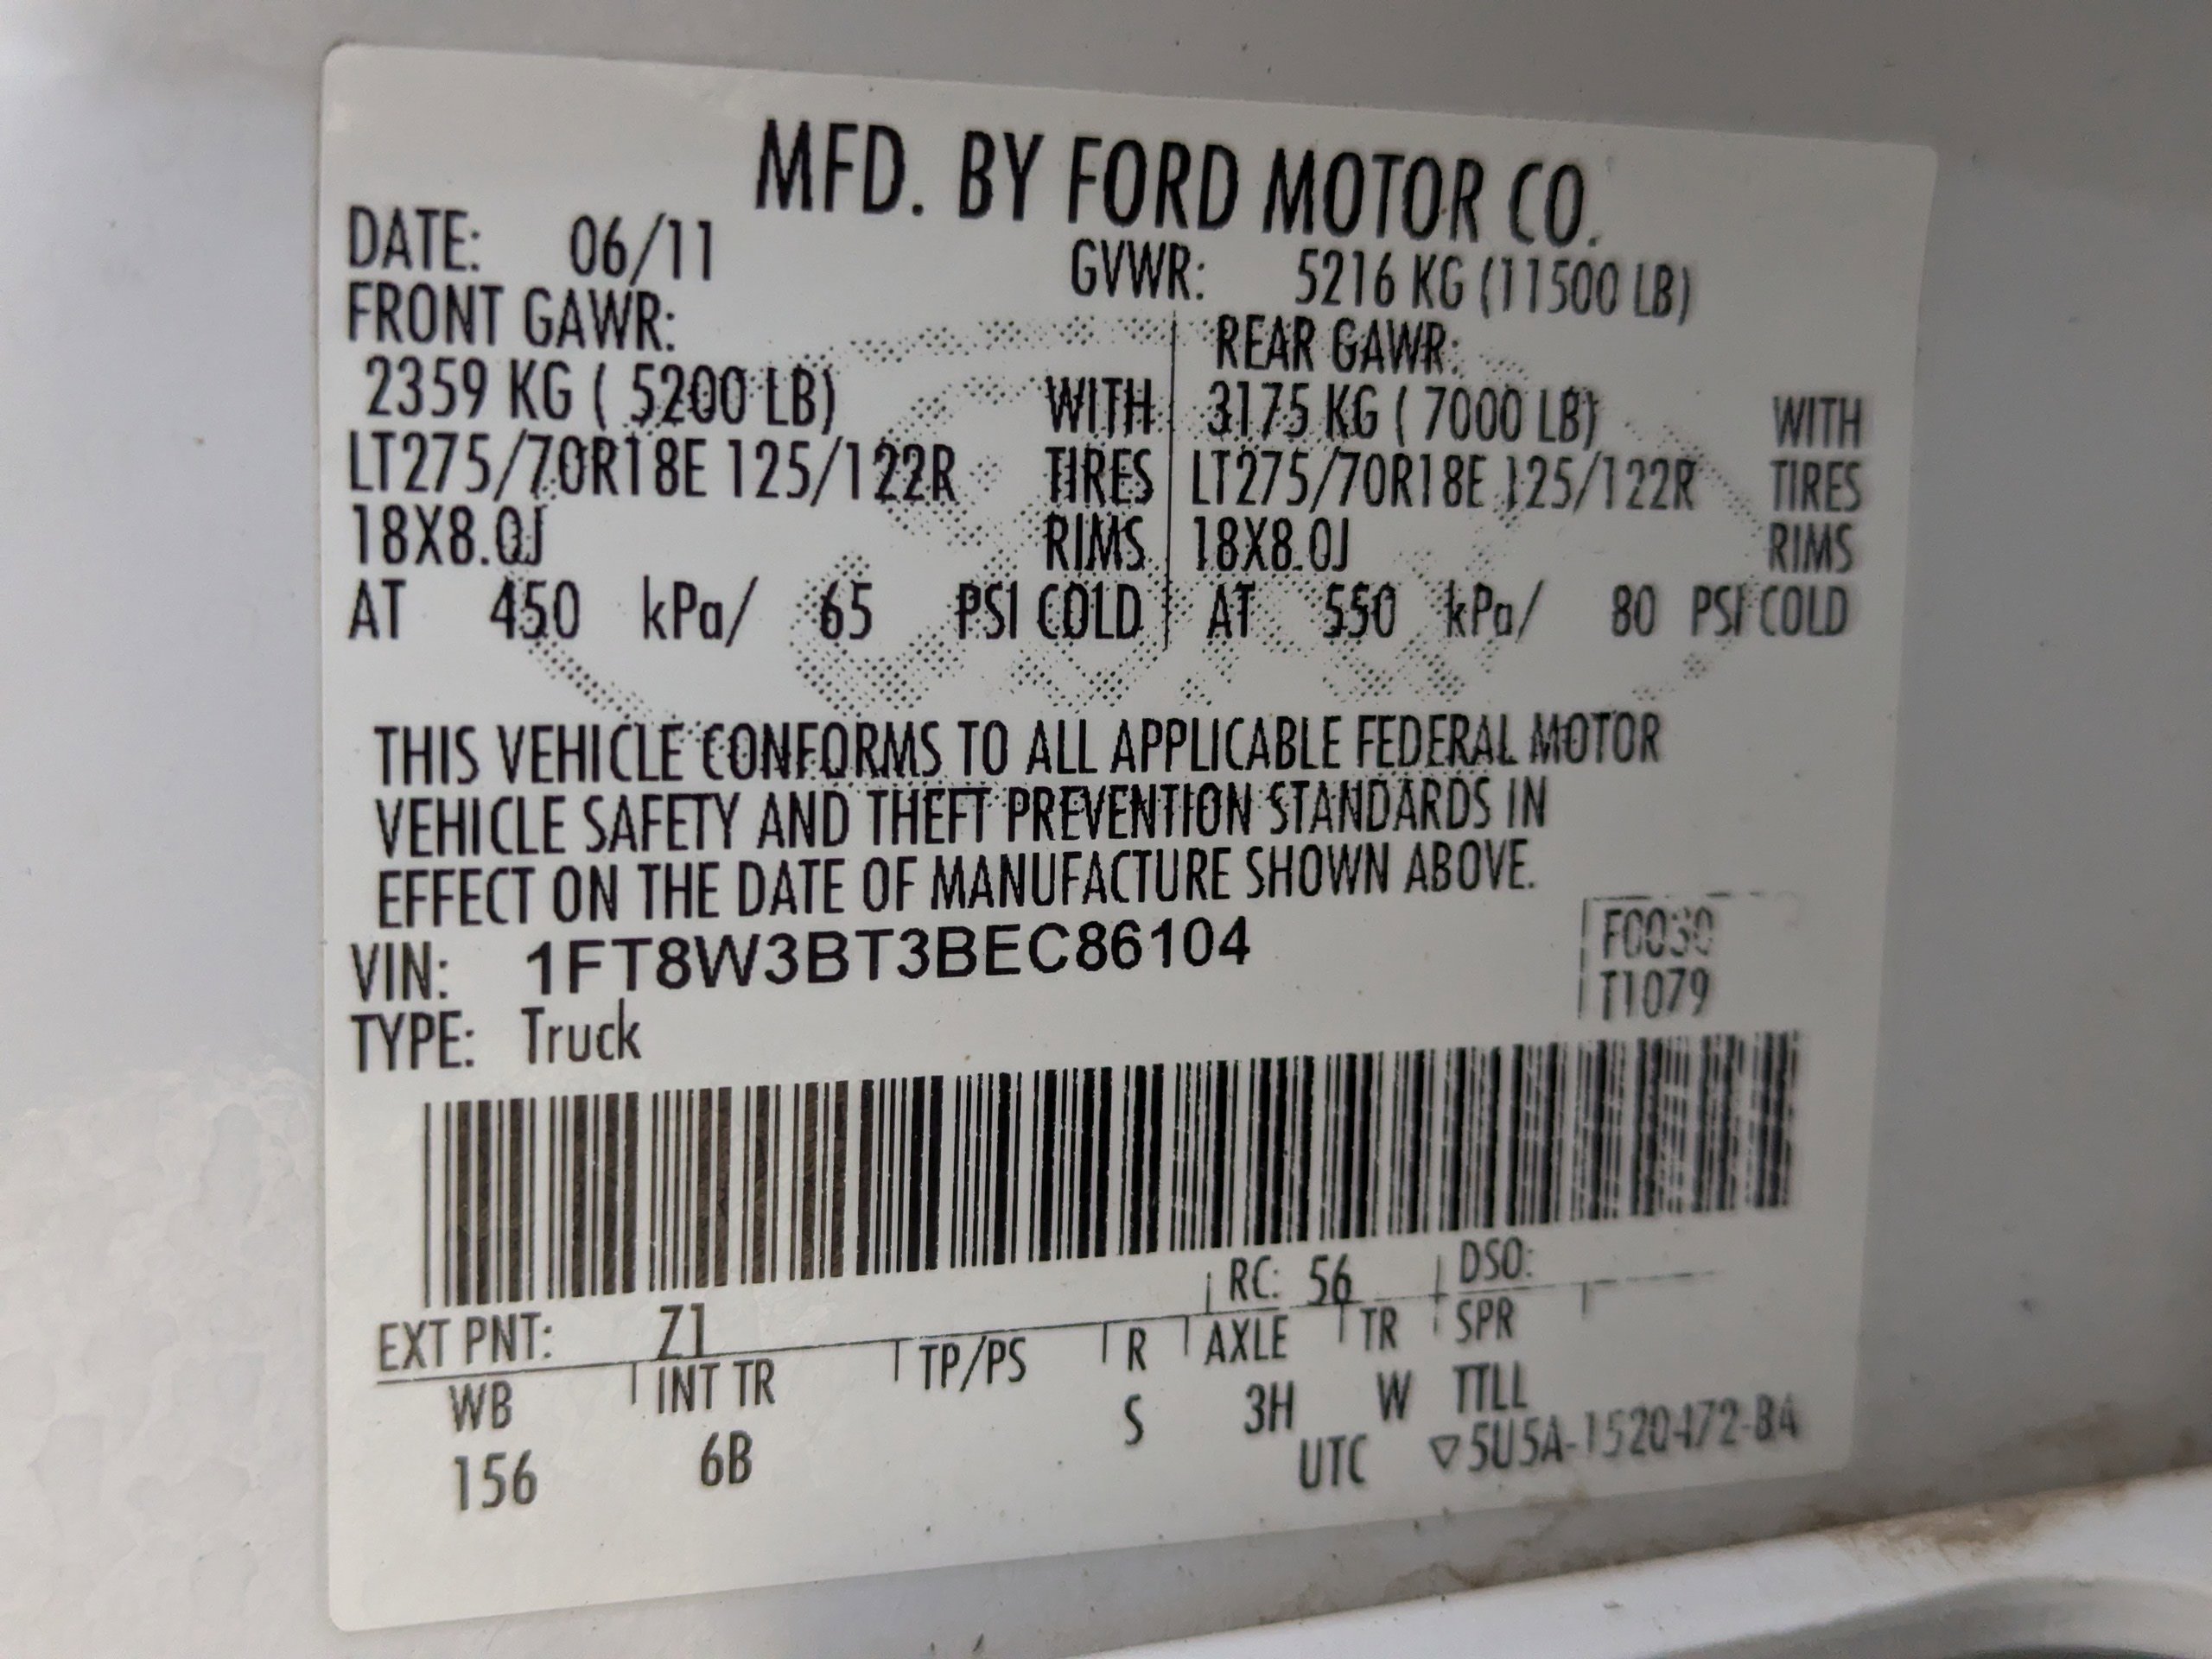 MFD. BY FORD MOTOR CO.
DATE: 06/11 GVWR: 5216 KG (11500 LB)
FRONT GAWR: REAR GAWR:
2359 KG ( 5200 LB) WITH 3175 KG ( 7000 LB) WITH
LT275/70R18E 125/122R TIRES LT275/70R18E 125/122R TIRES
18X8.0J RIMS 18X8.0J RIMS
AT 450 kPa/ 65 PSI COLD AT 550 kPa/ 80 PSI COLD
THIS VEHICLE CONFORMS TO ALL APPLICABLE FEDERAL MOTOR
VEHICLE SAFETY AND THEFT PREVENTION STANDARDS IN
EFFECT ON THE DATE OF MANUFACTURE SHOWN ABOVE.
VIN: 1FT8W3BT3BEC86104 F0030
TYPE: Truck T1079
EXT PNT: Z1 RC: 56 DSO:
WB INT TR TP/PS R AXLE TR SPR
156 6B S 3H W TTLL
UTC ▽5U5A-1520472-BA